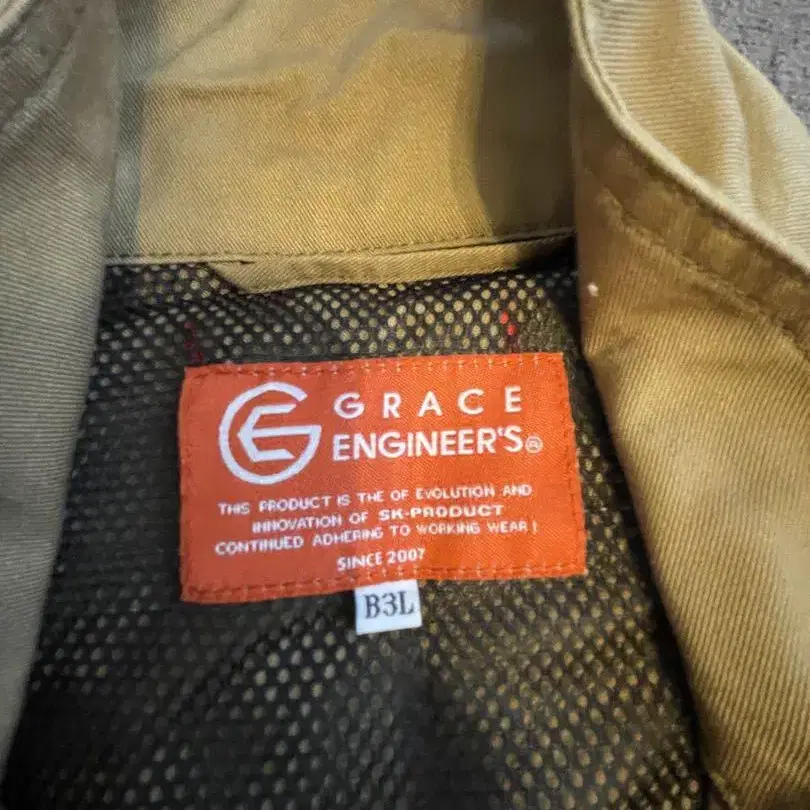 GRACE
ENGINEER'S®
THIS PRODUCT IS THE OF EVOLUTION AND
INNOVATION OF SK-PRODUCT
CONTINUED ADHERING TO WORKING WEAR!
SINCE 2007
B3L